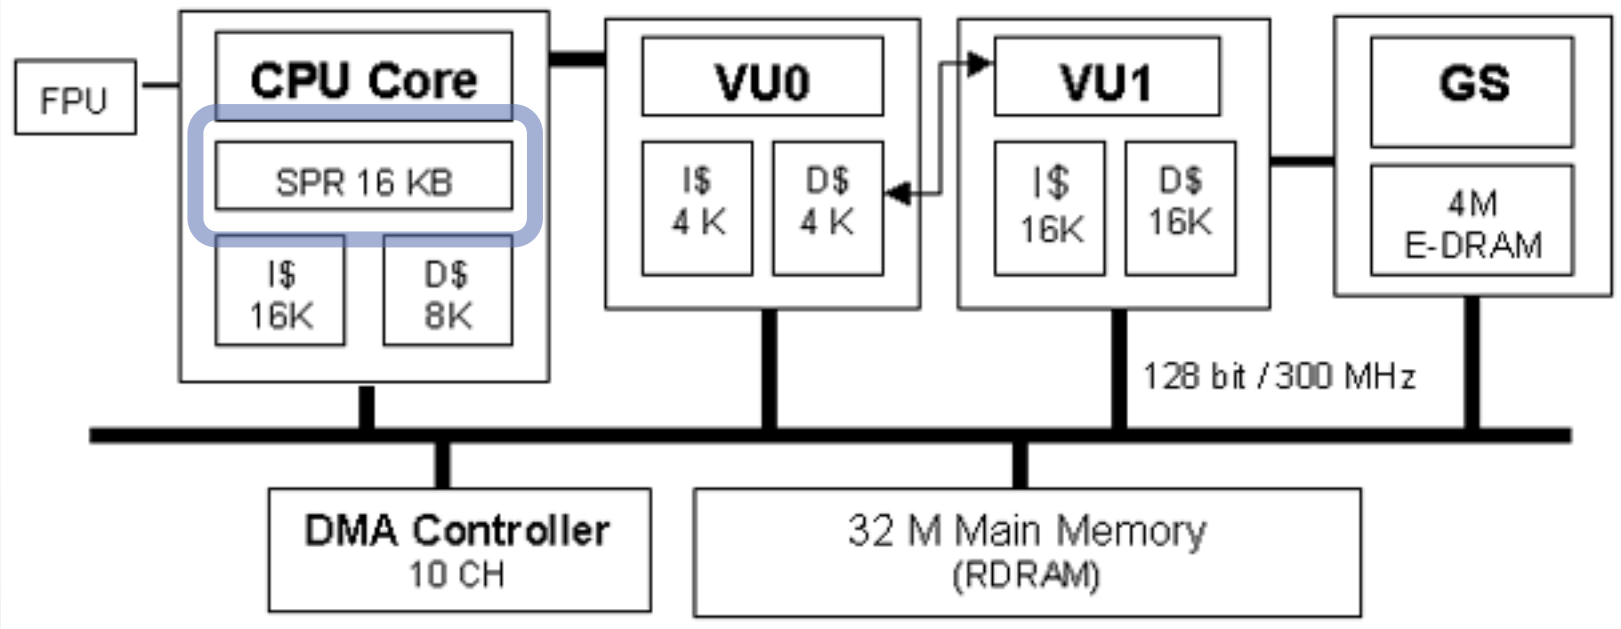 FPU
CPU Core
SPR 16 KB
I$
16K
D$
8K
VU0
I$
4 K
D$
4 K
VU1
I$
16K
D$
16K
GS
4M
E-DRAM
128 bit / 300 MHz
DMA Controller
10 CH
32 M Main Memory
(RDRAM)